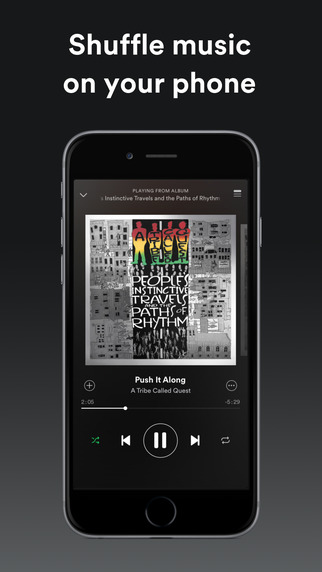 Shuffle music
on your phone
PLAYING FROM ALBUM
Instinctive Travels and the Paths of Rhythm
PEOPLE'S
INSTINCTIVE
TRAVELS
AND THE
PATHS OF
RHYTHM
Push It Along
A Tribe Called Quest
2:05
-5:29